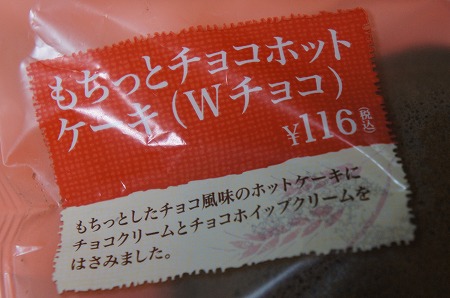 もちっとチョコホット
ケーキ(Wチョコ)
¥116(税込)
もちっとしたチョコ風味のホットケーキに
チョコクリームとチョコホイップクリームを
はさみました。